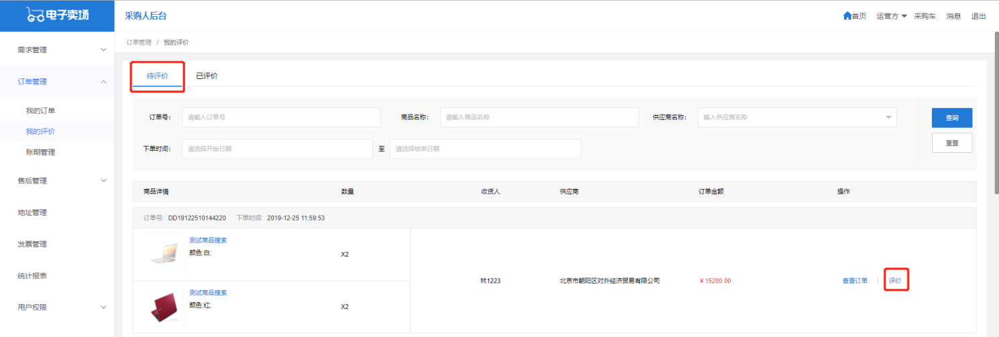 电子卖场
采购人后台
首页 运营方 采购车 消息 退出
订单管理 / 我的评价
需求管理
订单管理
我的订单
我的评价
账期管理
售后管理
地址管理
发票管理
统计报表
用户权限
待评价 已评价
订单号： 请输入订单号 商品名称： 请输入商品名称 供应商名称： 输入供应商名称 查询
下单时间： 请选择开始日期 至 请选择结束日期 重置
商品详情 数量 收货人 供应商 订单金额 操作
订单号: DD19122510144220 下单时间: 2019-12-25 11:59:53
测试商品搜索
颜色:白;
X2
测试商品搜索
颜色:红;
X2
林1223 北京市朝阳区对外经济贸易有限公司 ¥15200.00 查看订单 | 评价